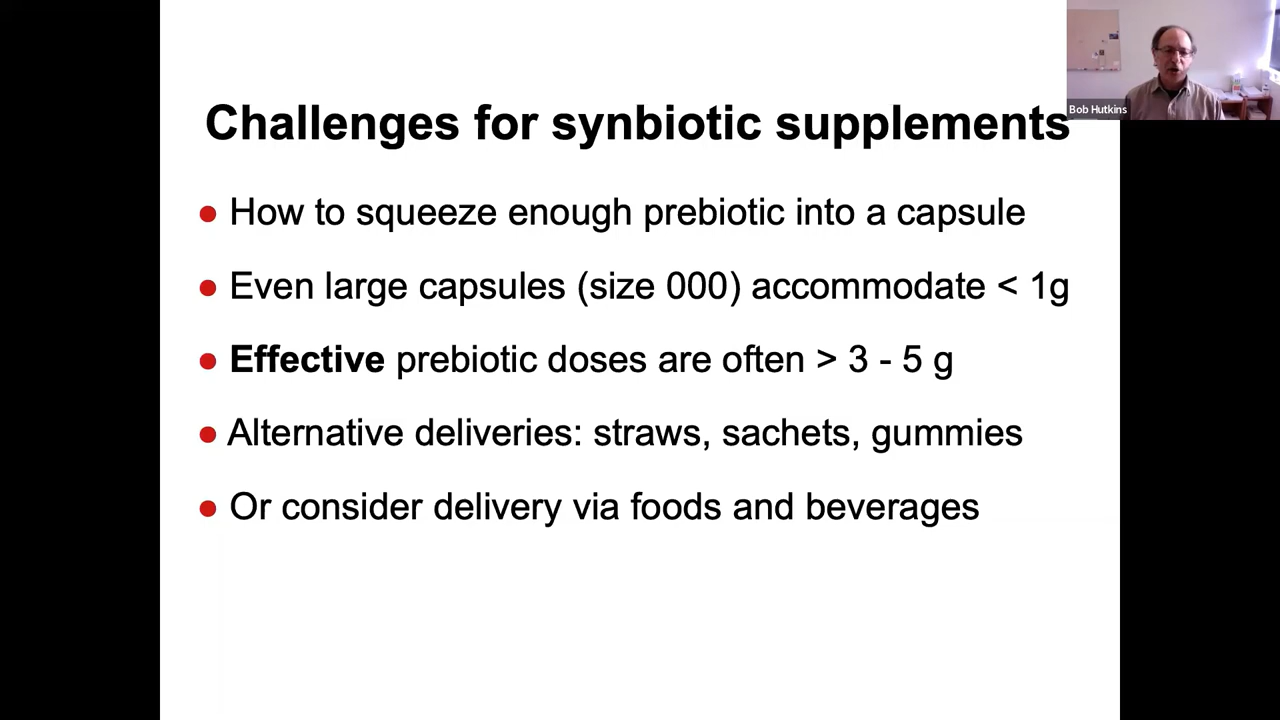 Challenges for synbiotic supplements
Bob Hutkins
● How to squeeze enough prebiotic into a capsule
● Even large capsules (size 000) accommodate < 1g
● Effective prebiotic doses are often > 3 - 5 g
● Alternative deliveries: straws, sachets, gummies
● Or consider delivery via foods and beverages